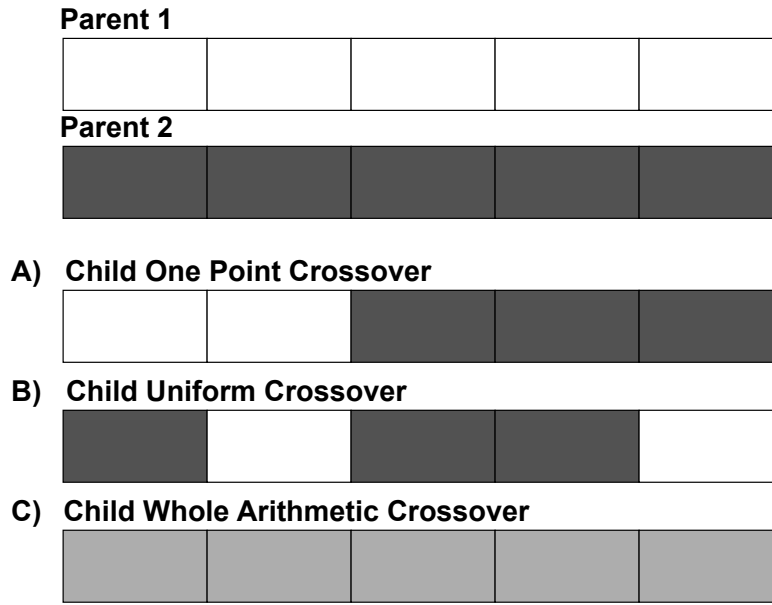 Parent 1
Parent 2
A) Child One Point Crossover
B) Child Uniform Crossover
C) Child Whole Arithmetic Crossover